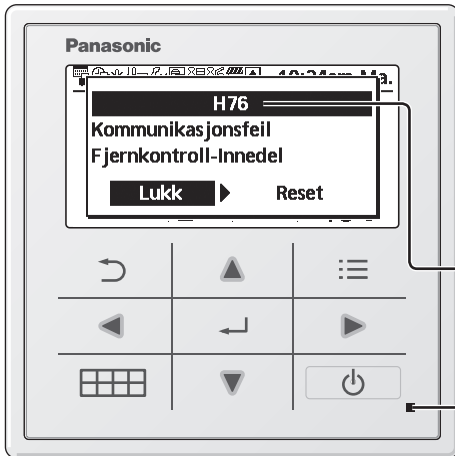 Panasonic
H76
Kommunikasjonsfeil
Fjernkontroll-Innedel
Lukk Reset